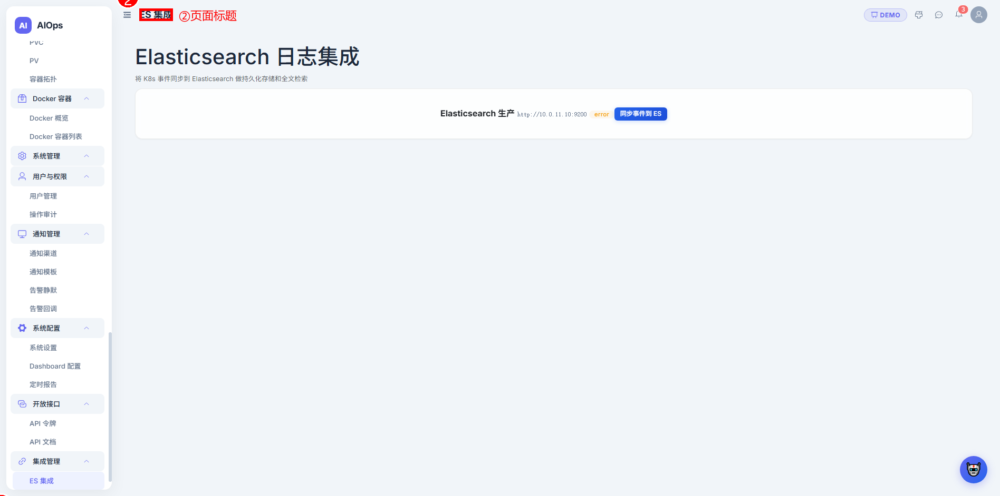 AI AIOps
PVC
PV
容器拓扑
Docker 容器
Docker 概览
Docker 容器列表
系统管理
用户与权限
用户管理
操作审计
通知管理
通知渠道
通知模板
告警静默
告警回调
系统配置
系统设置
Dashboard 配置
定时报告
开放接口
API 令牌
API 文档
集成管理
ES 集成
2
ES 集成 ②页面标题
DEMO 3
Elasticsearch 日志集成
将 K8s 事件同步到 Elasticsearch 做持久化存储和全文检索
Elasticsearch 生产 http://10.0.11.10:9200 error 同步事件到 ES